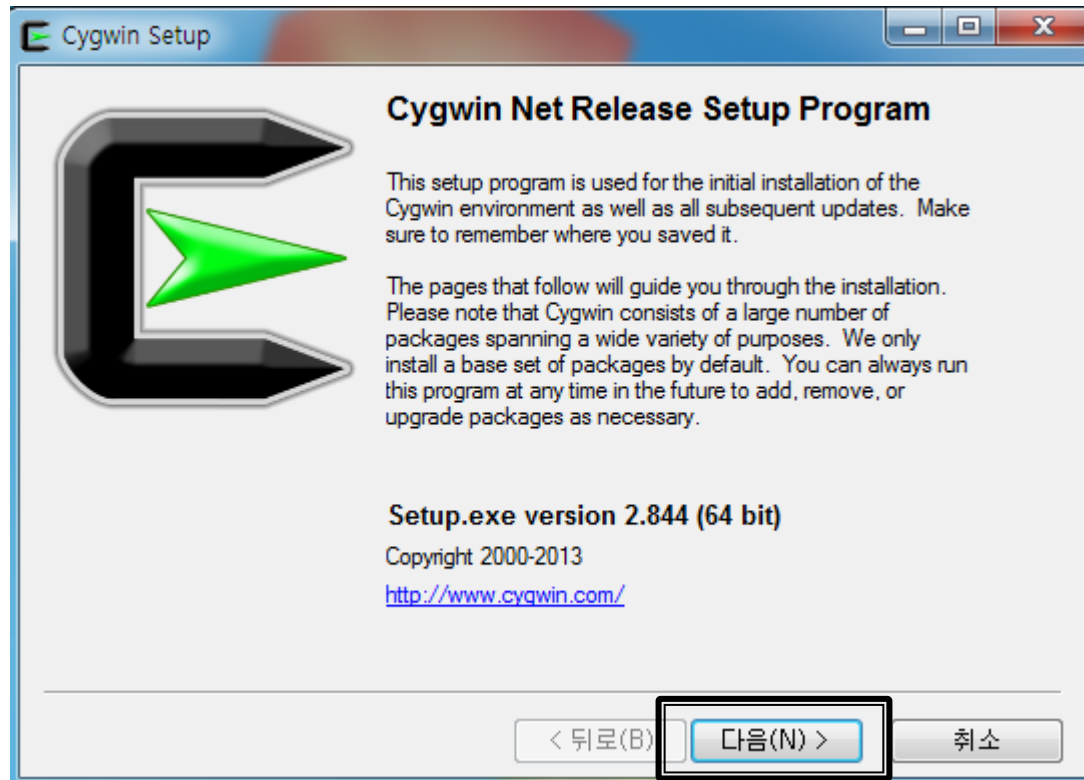 Cygwin Setup
Cygwin Net Release Setup Program
This setup program is used for the initial installation of the
Cygwin environment as well as all subsequent updates.  Make
sure to remember where you saved it.
The pages that follow will guide you through the installation.
Please note that Cygwin consists of a large number of
packages spanning a wide variety of purposes.  We only
install a base set of packages by default.  You can always run
this program at any time in the future to add, remove, or
upgrade packages as necessary.
Setup.exe version 2.844 (64 bit)
Copyright 2000-2013
http://www.cygwin.com/
< 뒤로(B) 다음(N) > 취소